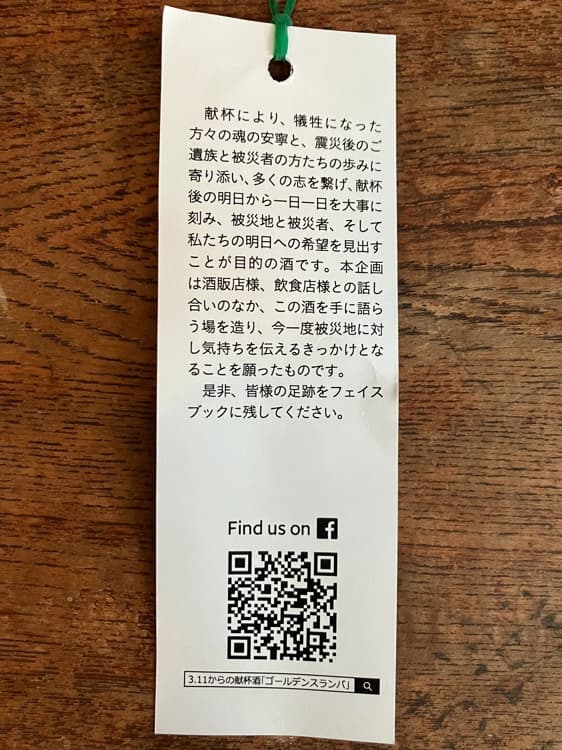 献杯により、犠牲になった
方々の魂の安寧と、震災後のご
遺族と被災者の方たちの歩みに
寄り添い、多くの志を繋げ、献杯
後の明日から一日一日を大事に
刻み、被災地と被災者、そして
私たちの明日への希望を見出す
ことが目的の酒です。本企画
は酒販店様、飲食店様との話し
合いのなか、この酒を手に語ら
う場を造り、今一度被災地に対
し気持ちを伝えるきっかけとな
ることを願ったものです。
是非、皆様の足跡をフェイス
ブックに残してください。
Find us on f
3.11からの献杯酒「ゴールデンスランバ」